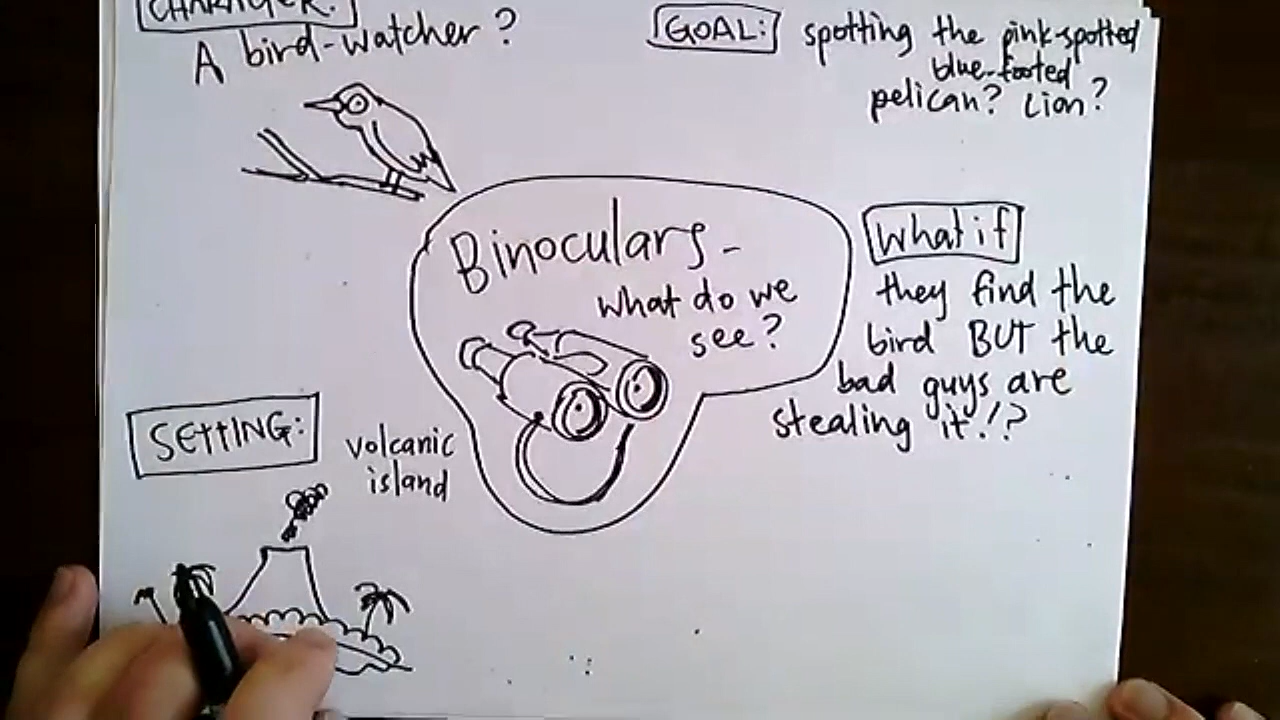 CHARACTER:
A bird-watcher?
GOAL: spotting the pink-spotted
blue-footed
pelican? Lion?
Binoculars -
what do we
see?
What if
they find the
bird BUT the
bad guys are
stealing it!?
SETTING:
volcanic
island